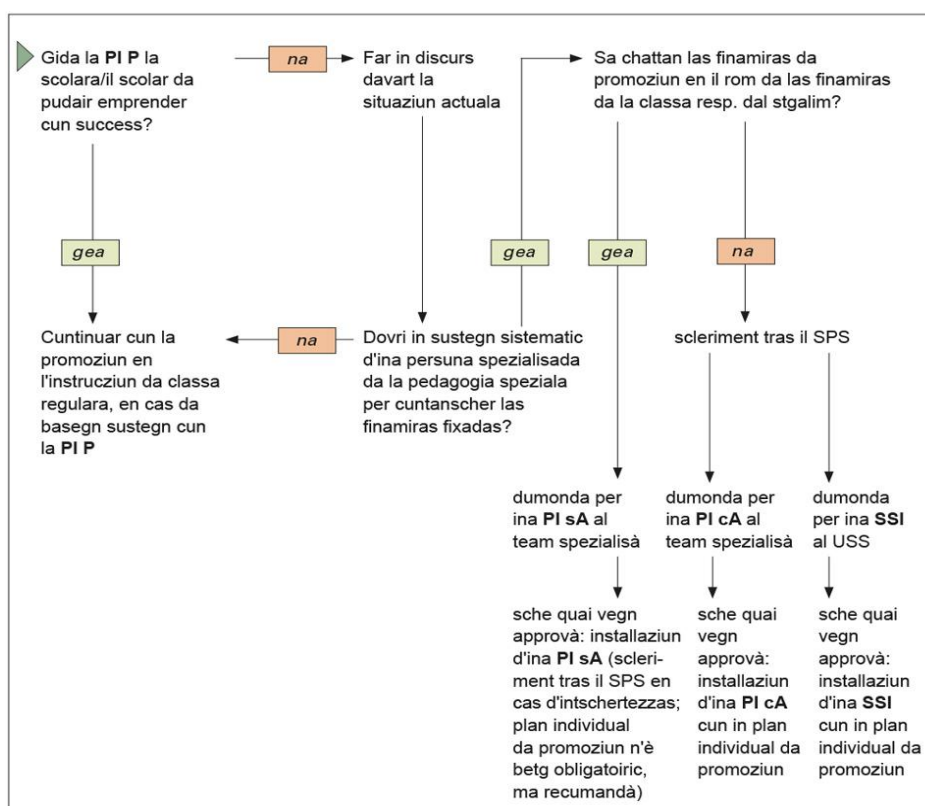 Gida la PI P la
scolara/il scolar da
pudair emprender
cun success?
na
Far in discurs
davart la
situaziun actuala
Sa chattan las finamiras da
promoziun en il rom da las finamiras
da la classa resp. dal stgalim?
gea
gea
gea
na
Cuntinuar cun la
promoziun en
l'instrucziun da classa
regulara, en cas da
basegn sustegn cun
la PI P
na
Dovri in sustegn sistematic
d'ina persuna spezialisada
da la pedagogia speziala
per cuntanscher las
finamiras fixadas?
scleriment tras il SPS
dumonda per
ina PI sA al
team spezialisà
dumonda per
ina PI cA al
team spezialisà
dumonda
per ina SSI
al USS
sche quai vegn
approvà: installaziun
d'ina PI sA (scleri-
ment tras il SPS en
cas d'intschertezzas;
plan individual
da promoziun n'è
betg obligatoiric,
ma recumandà)
sche quai
vegn
approvà:
installaziun
d'ina PI cA
cun in plan
individual da
promoziun
sche quai
vegn
approvà:
installaziun
d'ina SSI
cun in plan
individual da
promoziun